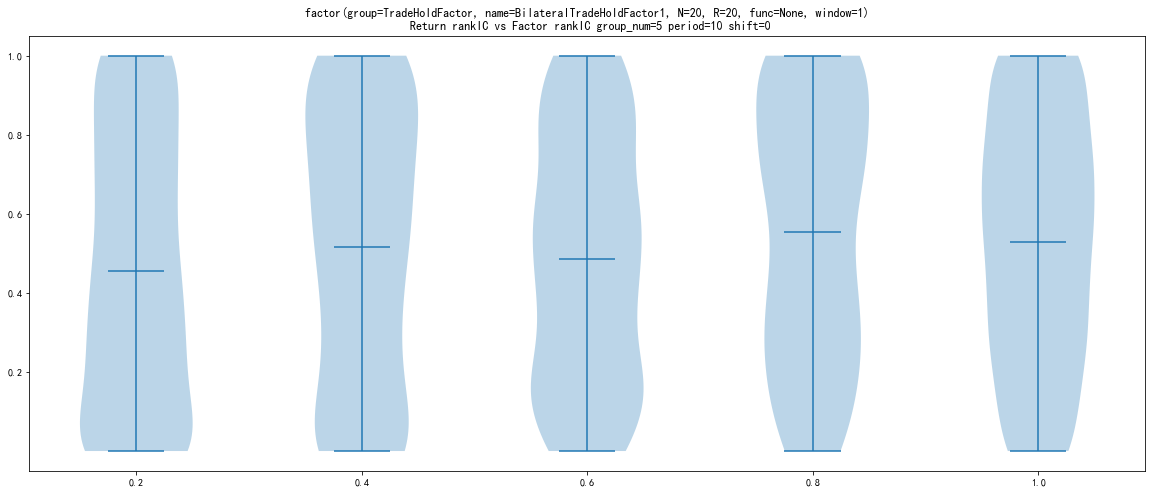 factor(group=TradeHoldFactor, name=BilateralTradeHoldFactor1, N=20, R=20, func=None, window=1)
Return rankIC vs Factor rankIC group_num=5 period=10 shift=0
1.0
0.8
0.6
0.4
0.2
0.2 0.4 0.6 0.8 1.0